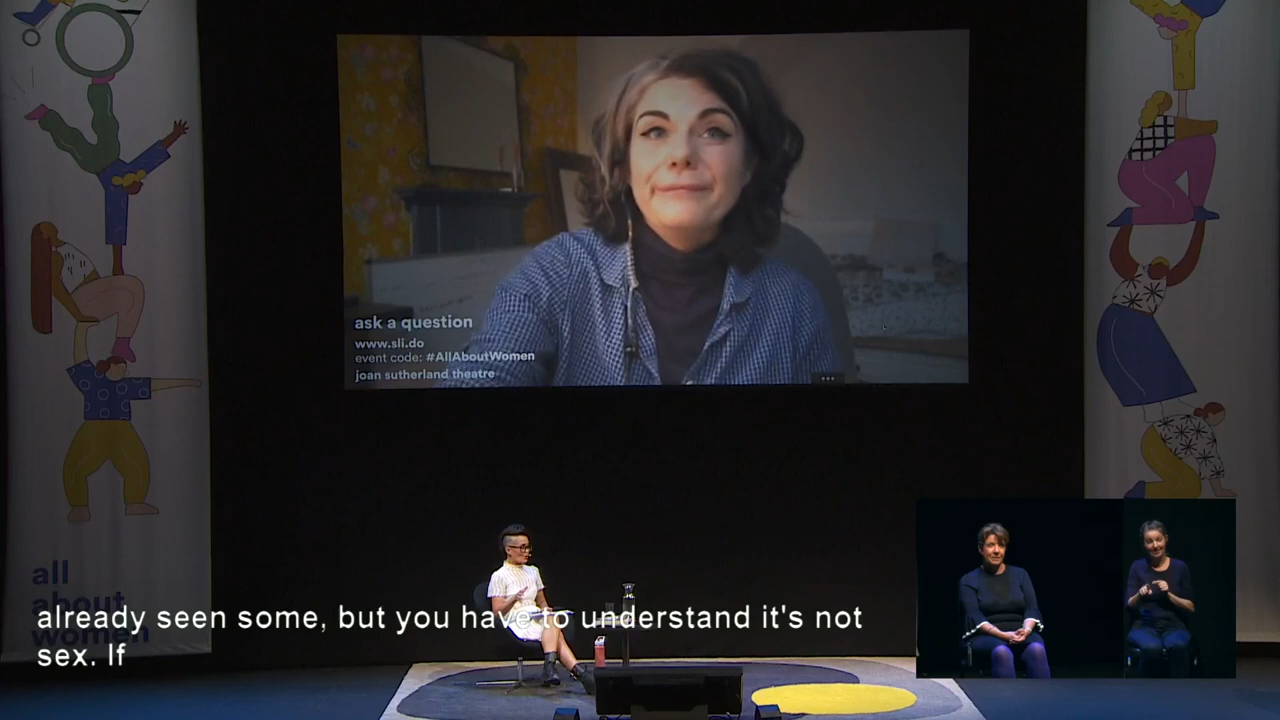 ask a question
www.sli.do
event code: #AllAboutWomen
joan sutherland theatre
all
about
women
already seen some, but you have to understand it's not
sex. If